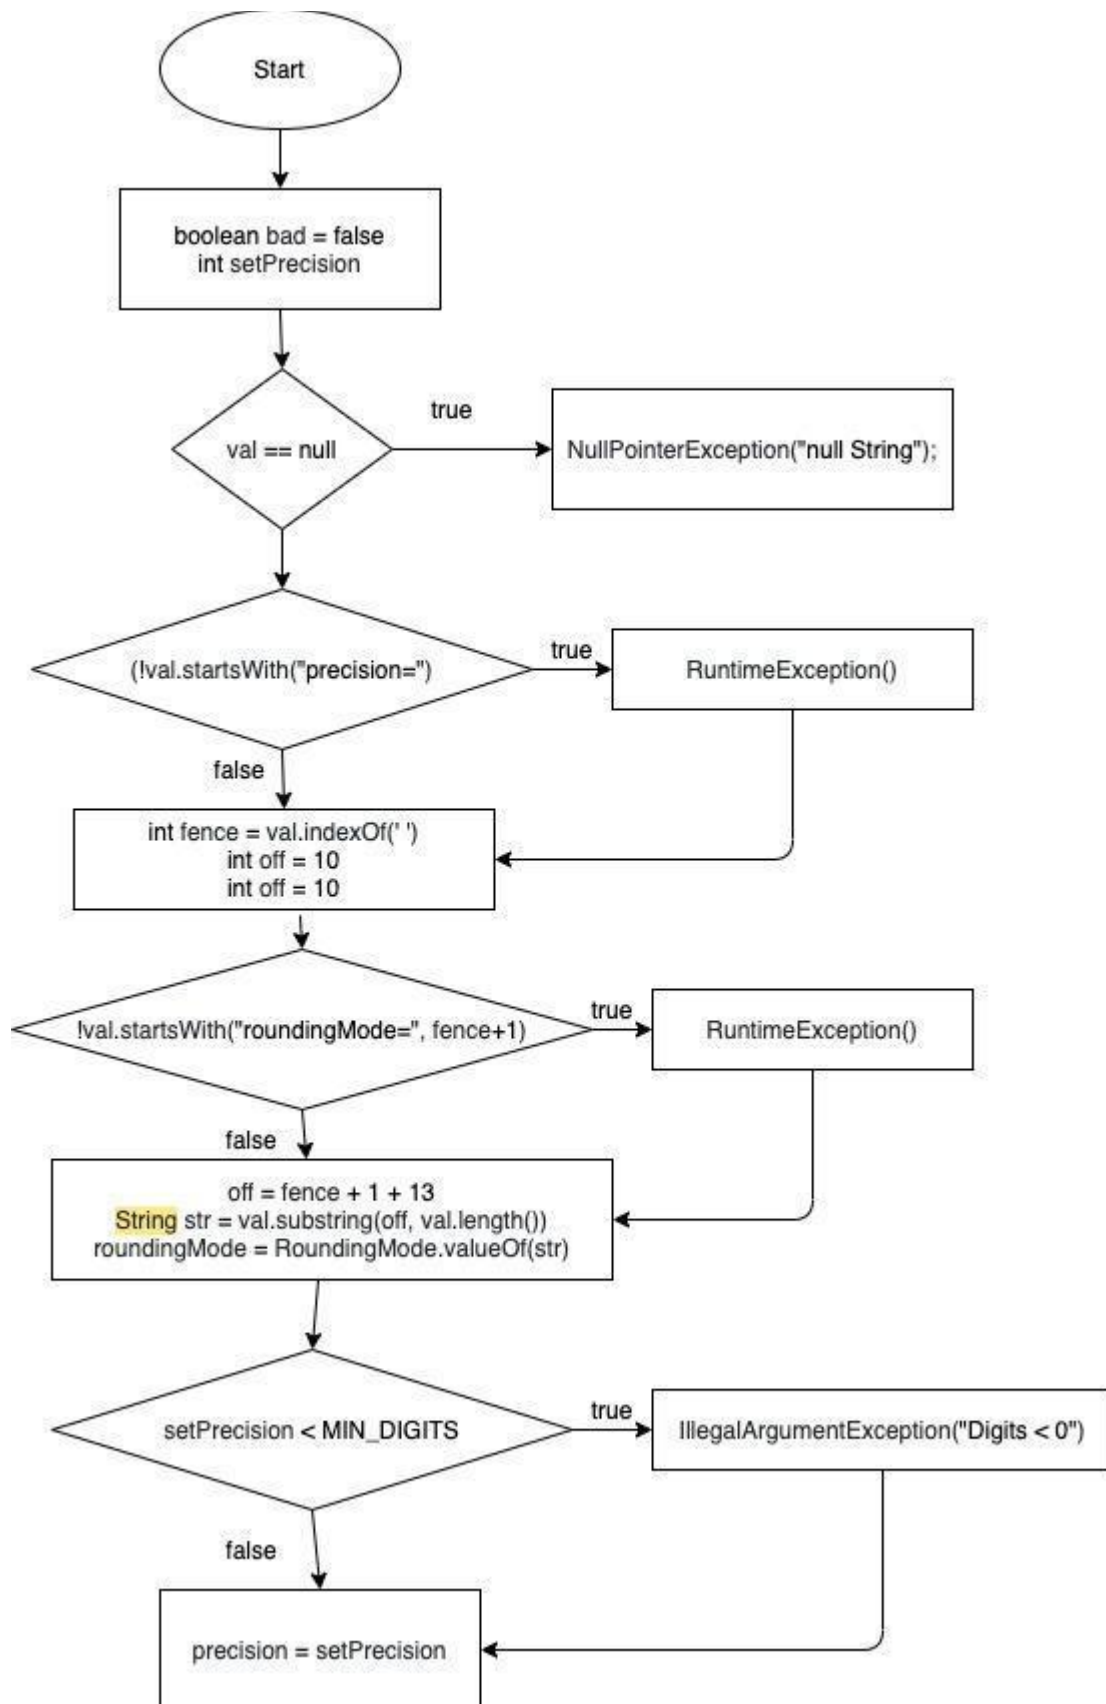 Start
boolean bad = false
int setPrecision
val == null
true
NullPointerException("null String");
(!val.startsWith("precision=")
true
RuntimeException()
false
int fence = val.indexOf(' ')
int off = 10
int off = 10
!val.startsWith("roundingMode=", fence+1)
true
RuntimeException()
false
off = fence + 1 + 13
String str = val.substring(off, val.length())
roundingMode = RoundingMode.valueOf(str)
setPrecision < MIN_DIGITS
true
IllegalArgumentException("Digits < 0")
false
precision = setPrecision